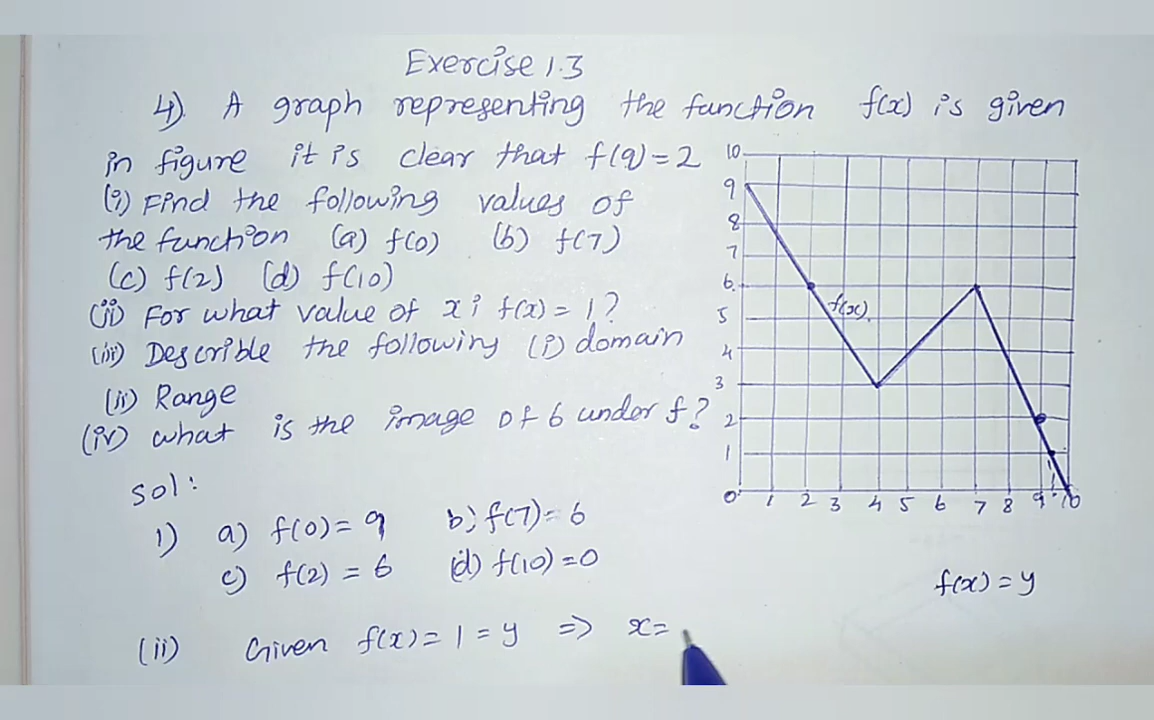 Exercise 1.3
4). A graph representing the function f(x) is given
in figure it is clear that f(9)=2
(i) Find the following values of
the function (a) f(0) (b) f(7)
(c) f(2) (d) f(10)
(ii) For what value of x; f(x) = 1?
(iii) Describle the following (i) domain
(ii) Range
(iv) what is the image of 6 under f?
10
9
8
7
6
5
4
3
2
1
0 1 2 3 4 5 6 7 8 9 10
f(x).
sol:
1) a) f(0) = 9 b) f(7) = 6
c) f(2) = 6 (d) f(10) = 0
f(x) = y
(ii) Given f(x) = 1 = y => x=